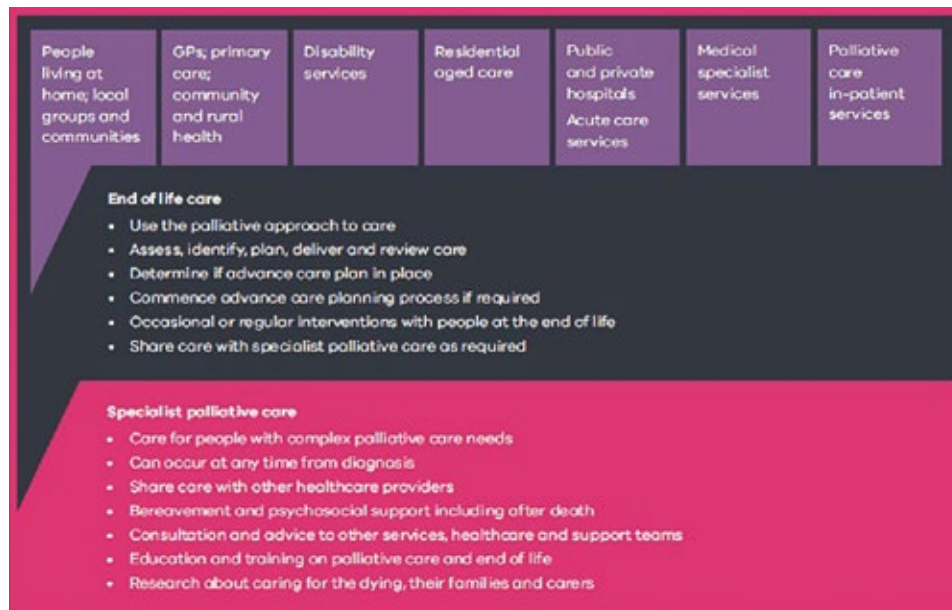 People
living at
home; local
groups and
communities
GPs; primary
care;
community
and rural
health
Disability
services
Residential
aged care
Public
and private
hospitals
Acute care
services
Medical
specialist
services
Palliative
care
in-patient
services
End of life care
• Use the palliative approach to care
• Assess, identify, plan, deliver and review care
• Determine if advance care plan in place
• Commence advance care planning process if required
• Occasional or regular interventions with people at the end of life
• Share care with specialist palliative care as required
Specialist palliative care
• Care for people with complex palliative care needs
• Can occur at any time from diagnosis
• Share care with other healthcare providers
• Bereavement and psychosocial support including after death
• Consultation and advice to other services, healthcare and support teams
• Education and training on palliative care and end of life
• Research about caring for the dying, their families and carers